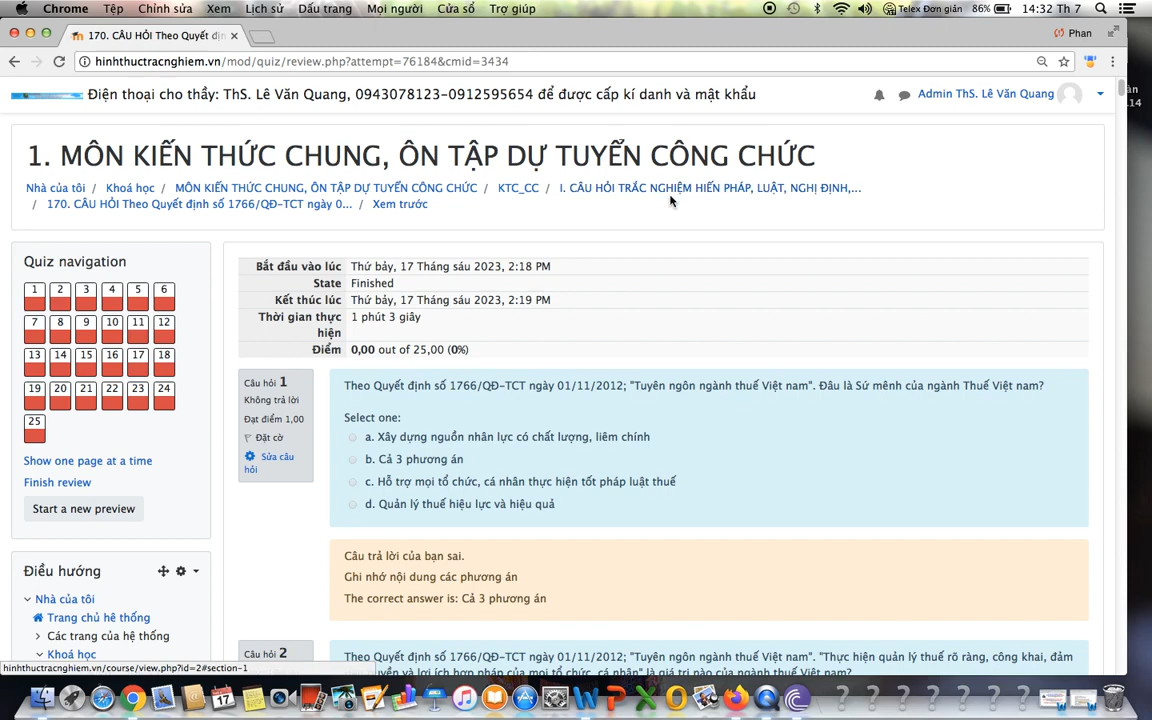 Chrome Tệp Chỉnh sửa Xem Lịch sử Dấu trang Mọi người Cửa sổ Trợ giúp Telex Đơn giản 86% 14:32 Th 7
170. CÂU HỎI Theo Quyết địn
Phan
hinhthuctracnghiem.vn/mod/quiz/review.php?attempt=76184&cmid=3434
Điện thoại cho thầy: ThS. Lê Văn Quang, 0943078123-0912595654 để được cấp kí danh và mật khẩu
Admin ThS. Lê Văn Quang
1. MÔN KIẾN THỨC CHUNG, ÔN TẬP DỰ TUYỂN CÔNG CHỨC
Nhà của tôi / Khoá học / MÔN KIẾN THỨC CHUNG, ÔN TẬP DỰ TUYỂN CÔNG CHỨC / KTC_CC / I. CÂU HỎI TRẮC NGHIỆM HIẾN PHÁP, LUẬT, NGHỊ ĐỊNH,...
/ 170. CÂU HỎI Theo Quyết định số 1766/QĐ-TCT ngày 0... / Xem trước
Quiz navigation
1 2 3 4 5 6
7 8 9 10 11 12
13 14 15 16 17 18
19 20 21 22 23 24
25
Show one page at a time
Finish review
Start a new preview
Điều hướng
Nhà của tôi
Trang chủ hệ thống
Các trang của hệ thống
Khoá học
Bắt đầu vào lúc Thứ bảy, 17 Tháng sáu 2023, 2:18 PM
State Finished
Kết thúc lúc Thứ bảy, 17 Tháng sáu 2023, 2:19 PM
Thời gian thực hiện 1 phút 3 giây
Điểm 0,00 out of 25,00 (0%)
Câu hỏi 1
Không trả lời
Đạt điểm 1,00
Đặt cờ
Sửa câu hỏi
Theo Quyết định số 1766/QĐ-TCT ngày 01/11/2012; "Tuyên ngôn ngành thuế Việt nam". Đâu là Sứ mênh của ngành Thuế Việt nam?
Select one:
a. Xây dựng nguồn nhân lực có chất lượng, liêm chính
b. Cả 3 phương án
c. Hỗ trợ mọi tổ chức, cá nhân thực hiện tốt pháp luật thuế
d. Quản lý thuế hiệu lực và hiệu quả
Câu trả lời của bạn sai.
Ghi nhớ nội dung các phương án
The correct answer is: Cả 3 phương án
Câu hỏi 2
Theo Quyết định số 1766/QĐ-TCT ngày 01/11/2012; "Tuyên ngôn ngành thuế Việt nam". "Thực hiện quản lý thuế rõ ràng, công khai, đảm
hinhthuctracnghiem.vn/course/view.php?id=2#section-1